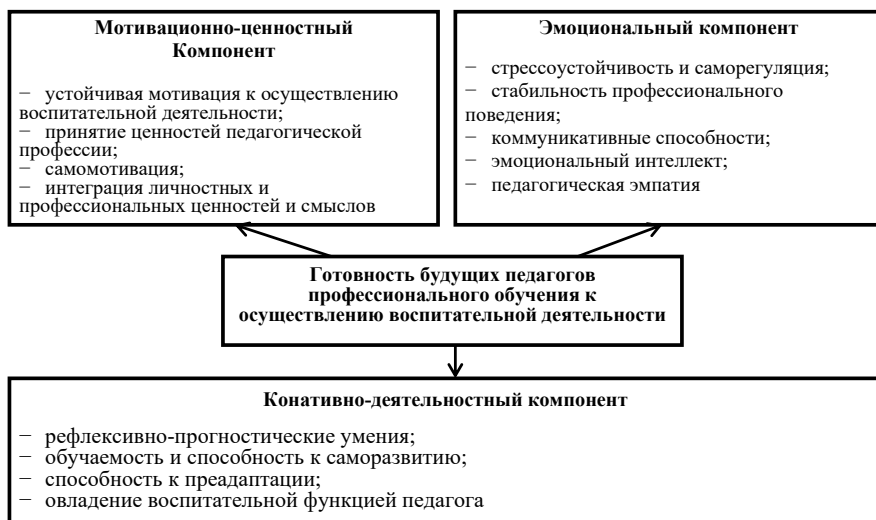 Мотивационно-ценностный
Компонент
− устойчивая мотивация к осуществлению
воспитательной деятельности;
− принятие ценностей педагогической
профессии;
− самомотивация;
− интеграция личностных и
профессиональных ценностей и смыслов
Эмоциональный компонент
− стрессоустойчивость и саморегуляция;
− стабильность профессионального
поведения;
− коммуникативные способности;
− эмоциональный интеллект;
− педагогическая эмпатия
Готовность будущих педагогов
профессионального обучения к
осуществлению воспитательной деятельности
Конативно-деятельностный компонент
− рефлексивно-прогностические умения;
− обучаемость и способность к саморазвитию;
− способность к преадаптации;
− овладение воспитательной функцией педагога